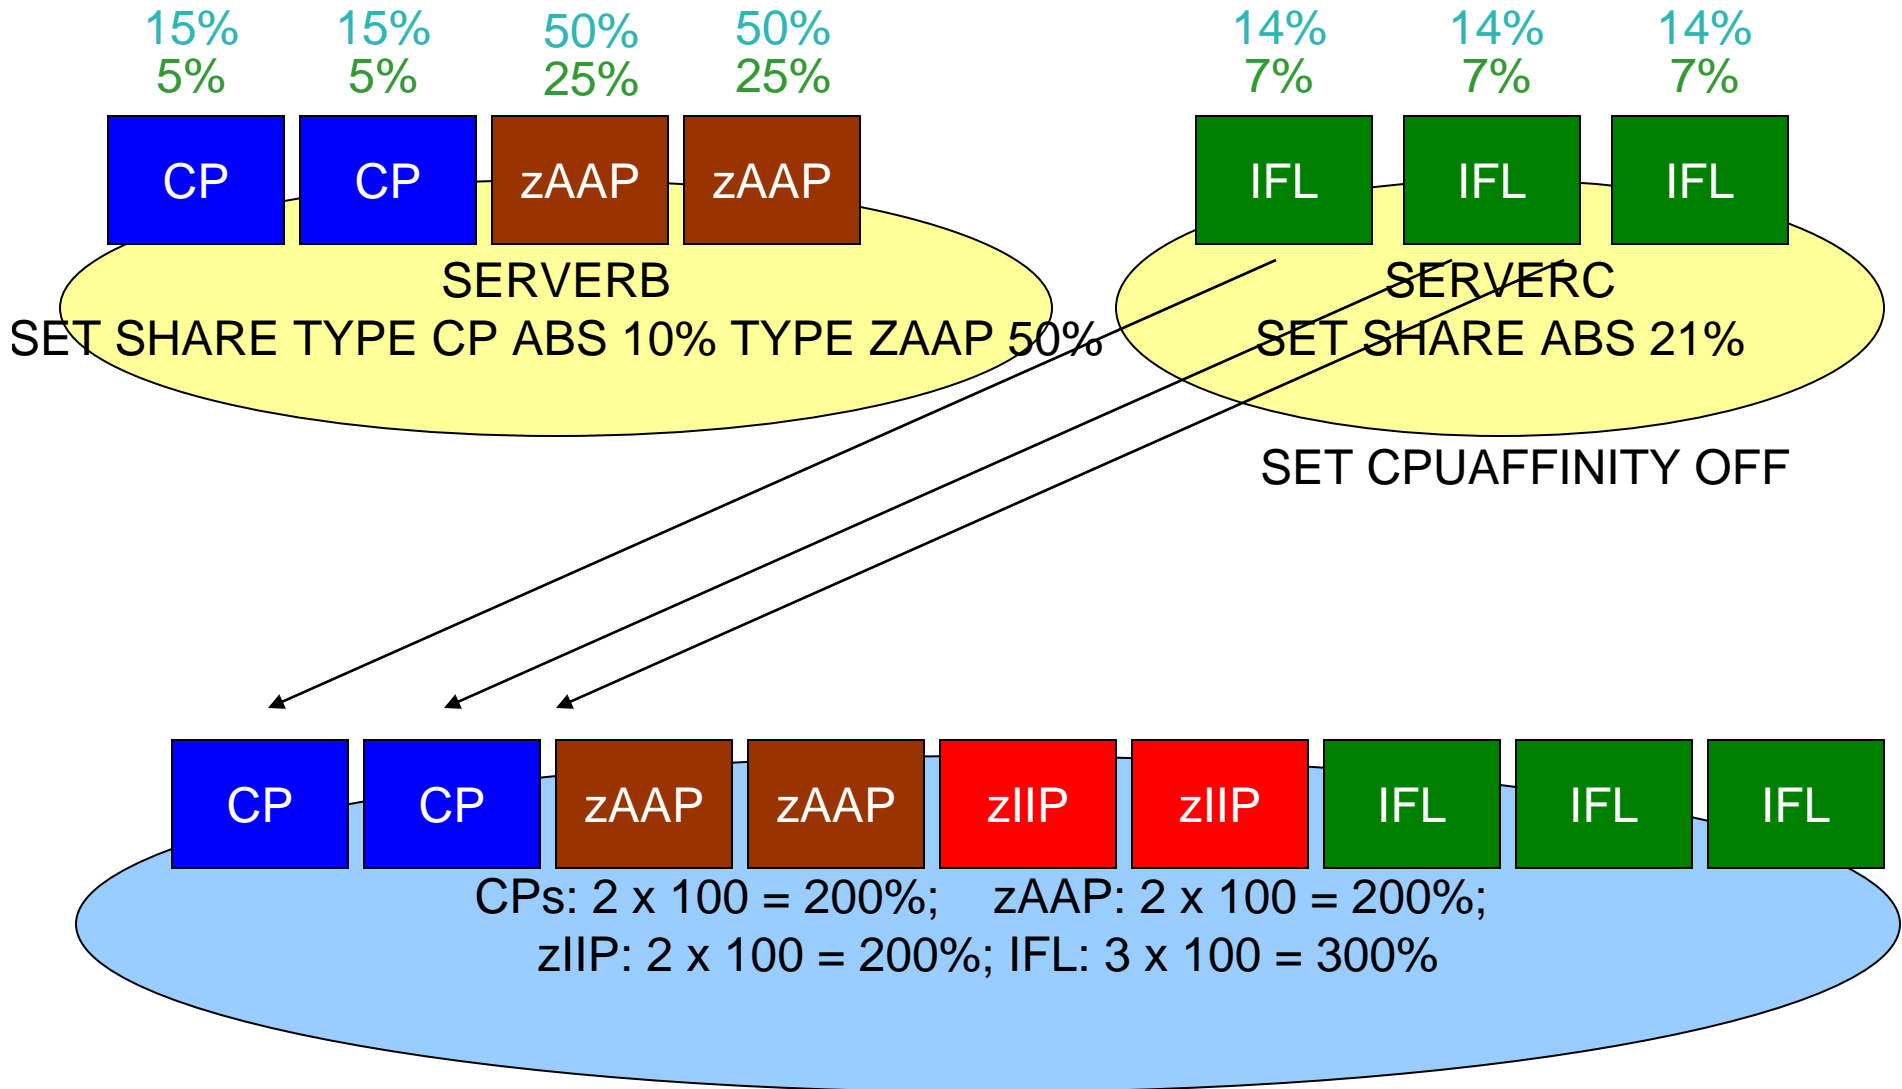 15% 15% 50% 50% 14% 14% 14%
5% 5% 25% 25% 7% 7% 7%
CP CP zAAP zAAP IFL IFL IFL
SERVERB
SET SHARE TYPE CP ABS 10% TYPE ZAAP 50%
SERVERC
SET SHARE ABS 21%
SET CPUAFFINITY OFF
CP CP zAAP zAAP zIIP zIIP IFL IFL IFL
CPs: 2 x 100 = 200%; zAAP: 2 x 100 = 200%;
zIIP: 2 x 100 = 200%; IFL: 3 x 100 = 300%